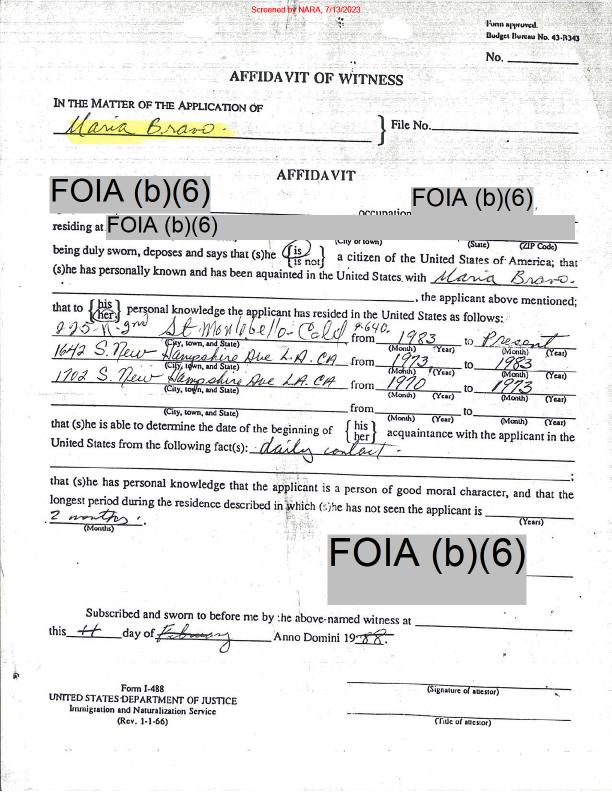 Screened by NARA, 7/13/2023
Form approved.
Budget Bureau No. 43-R343
No.
AFFIDAVIT OF WITNESS
IN THE MATTER OF THE APPLICATION OF
Maria Bravo.
} File No.
AFFIDAVIT
FOIA (b)(6)
occupation FOIA (b)(6)
residing at FOIA (b)(6)
(City or town) (State) (ZIP Code)
being duly sworn, deposes and says that (s)he {is is not} a citizen of the United States of America; that
(s)he has personally known and has been aquainted in the United States with Maria Bravo.
, the applicant above mentioned;
that to {his her} personal knowledge the applicant has resided in the United States as follows:
225-N-2nd St Montebello-Calif 9.640. from 1983 to Present
(City, town, and State) (Month) (Year) (Month) (Year)
1642 S. New Hampshire Ave L.A. CA from 1973 to 1983
(City, town, and State) (Month) (Year) (Month) (Year)
1702 S. New Hampshire Ave LA. CA from 1970 to 1973
(City, town, and State) (Month) (Year) (Month) (Year)
from to
(City, town, and State) (Month) (Year) (Month) (Year)
that (s)he is able to determine the date of the beginning of {his her} acquaintance with the applicant in the
United States from the following fact(s): daily contact.
;
that (s)he has personal knowledge that the applicant is a person of good moral character, and that the
longest period during the residence described in which (s)he has not seen the applicant is
(Years)
2 months.
(Months)
FOIA (b)(6)
Subscribed and sworn to before me by the above-named witness at
this 11 day of February Anno Domini 1988.
Form I-488
UNITED STATES DEPARTMENT OF JUSTICE
Immigration and Naturalization Service
(Rev. 1-1-66)
(Signature of attestor)
(Title of attestor)